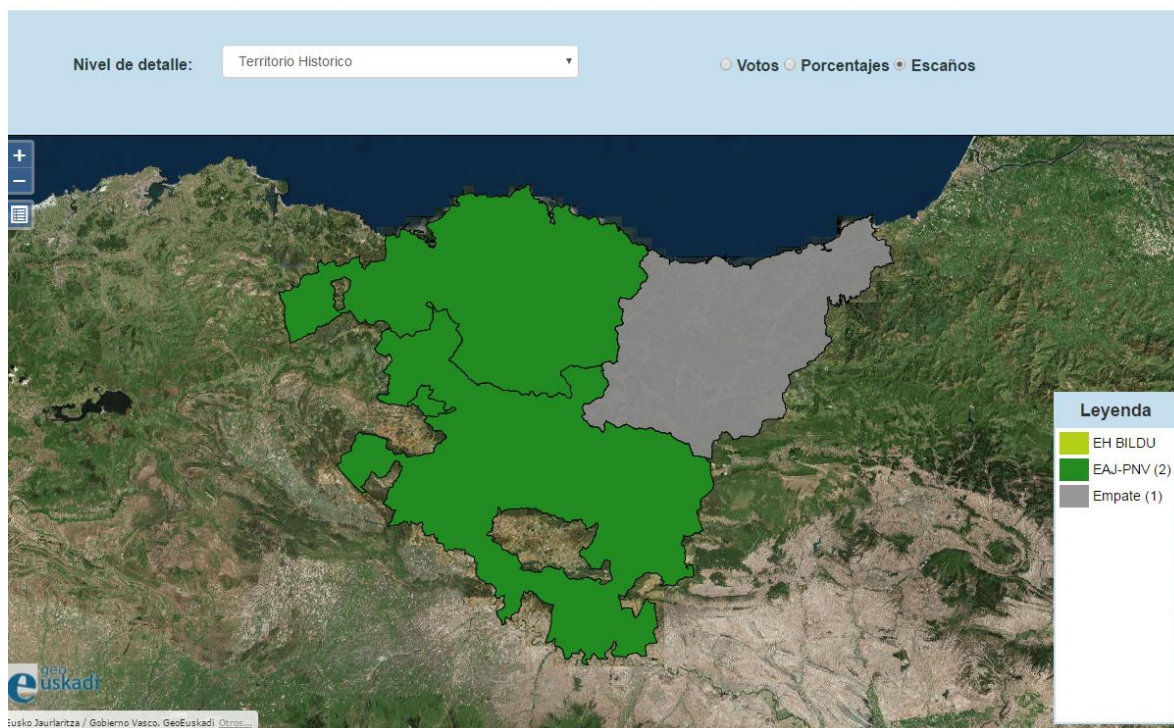 Nivel de detalle:
Territorio Historico
Votos Porcentajes Escaños
+
−
Leyenda
EH BILDU
EAJ-PNV (2)
Empate (1)
geo
euskadi
Eusko Jaurlaritza / Gobierno Vasco. GeoEuskadi Otros...